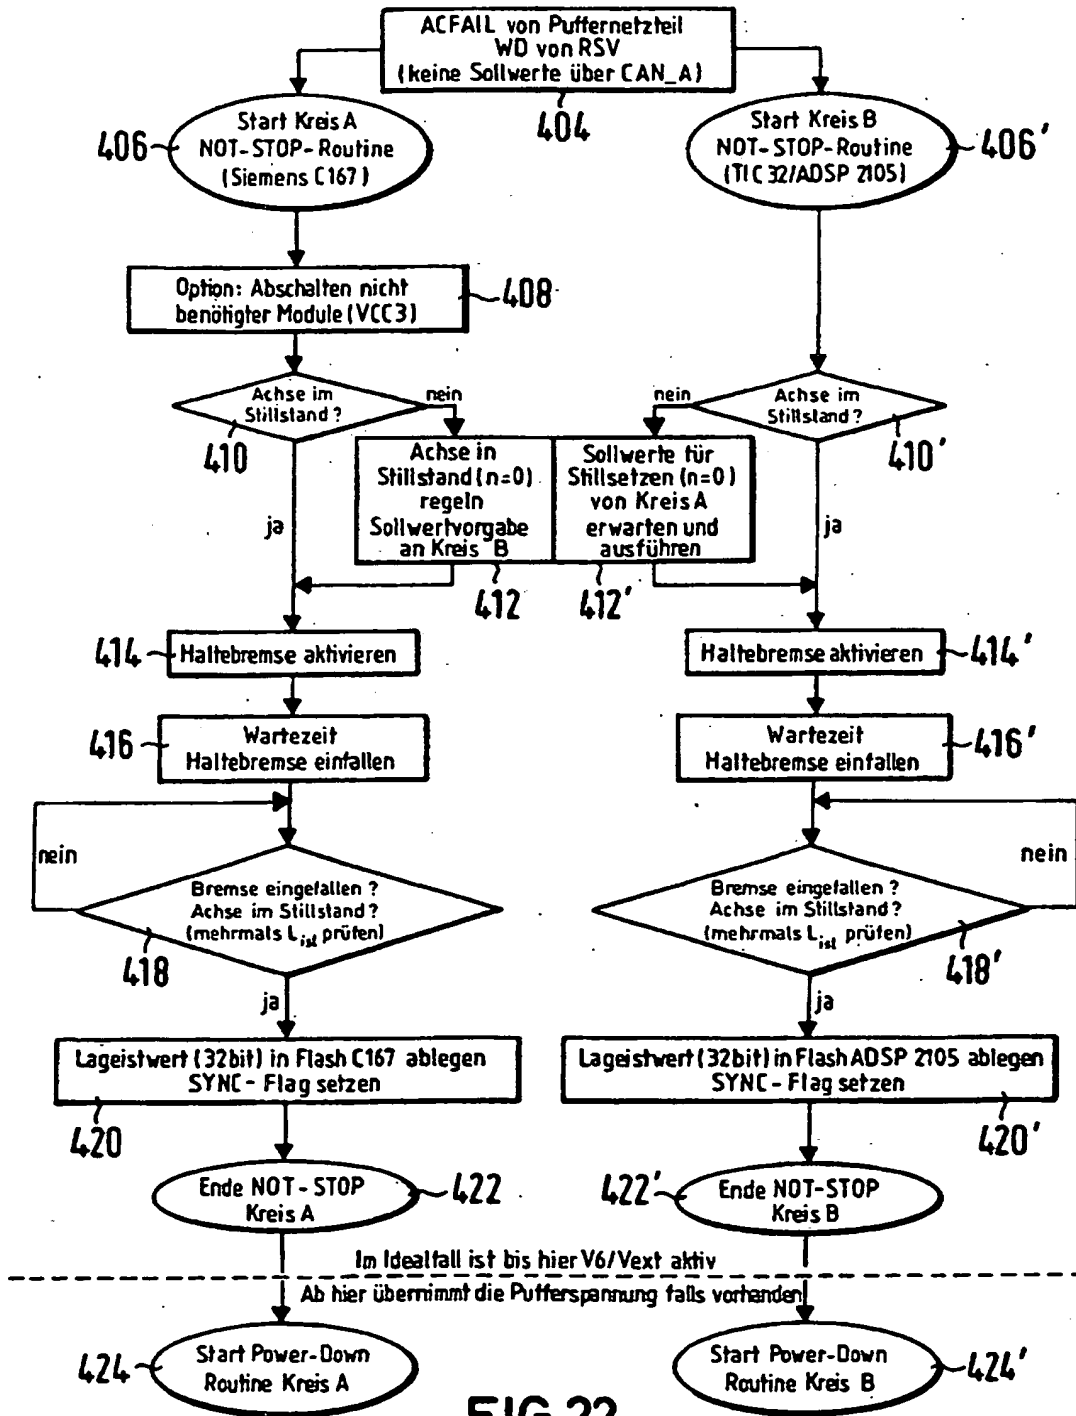 ACFAIL von Puffernetzteil
WD von RSV
(keine Sollwerte über CAN_A)
404
406
Start Kreis A
NOT-STOP-Routine
(Siemens C167)
Start Kreis B
NOT-STOP-Routine
(TIC 32/ADSP 2105)
406'
Option: Abschalten nicht
benötigter Module (VCC3)
408
Achse im
Stillstand?
nein
410
nein
Achse im
Stillstand?
410'
ja
Achse in
Stillstand (n=0)
regeln
Sollwertvorgabe
an Kreis B
412
Sollwerte für
Stillsetzen (n=0)
von Kreis A
erwarten und
ausführen
412'
ja
414
Haltebremse aktivieren
Haltebremse aktivieren
414'
416
Wartezeit
Haltebremse einfallen
Wartezeit
Haltebremse einfallen
416'
nein
Bremse eingefallen?
Achse im Stillstand?
(mehrmals List prüfen)
418
ja
nein
Bremse eingefallen?
Achse im Stillstand?
(mehrmals List prüfen)
418'
ja
Lageistwert (32bit) in Flash C167 ablegen
SYNC-Flag setzen
420
Lageistwert (32bit) in Flash ADSP 2105 ablegen
SYNC-Flag setzen
420'
Ende NOT-STOP
Kreis A
422
422'
Ende NOT-STOP
Kreis B
Im Idealfall ist bis hier V6/Vext aktiv
Ab hier übernimmt die Pufferspannung falls vorhanden
424
Start Power-Down
Routine Kreis A
Start Power-Down
Routine Kreis B
424'
FIG 22